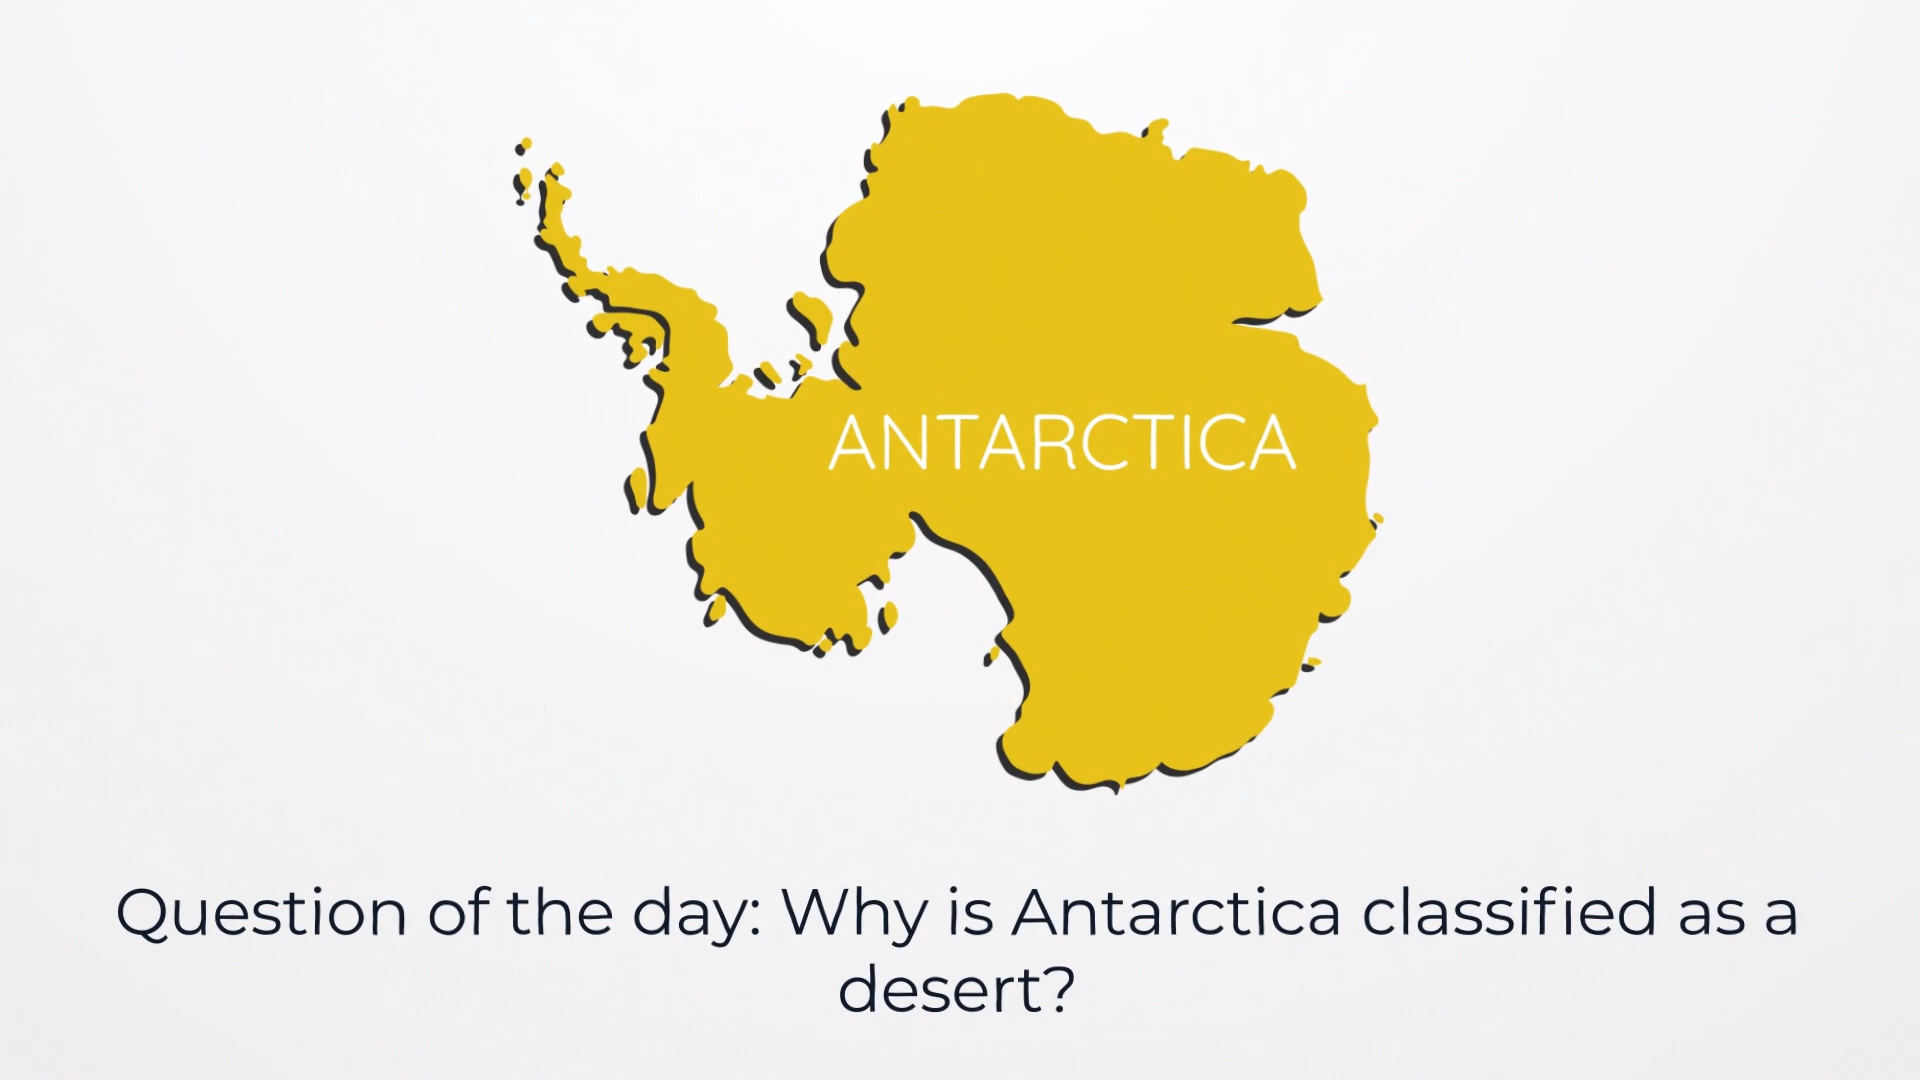 ANTARCTICA
Question of the day: Why is Antarctica classified as a
desert?